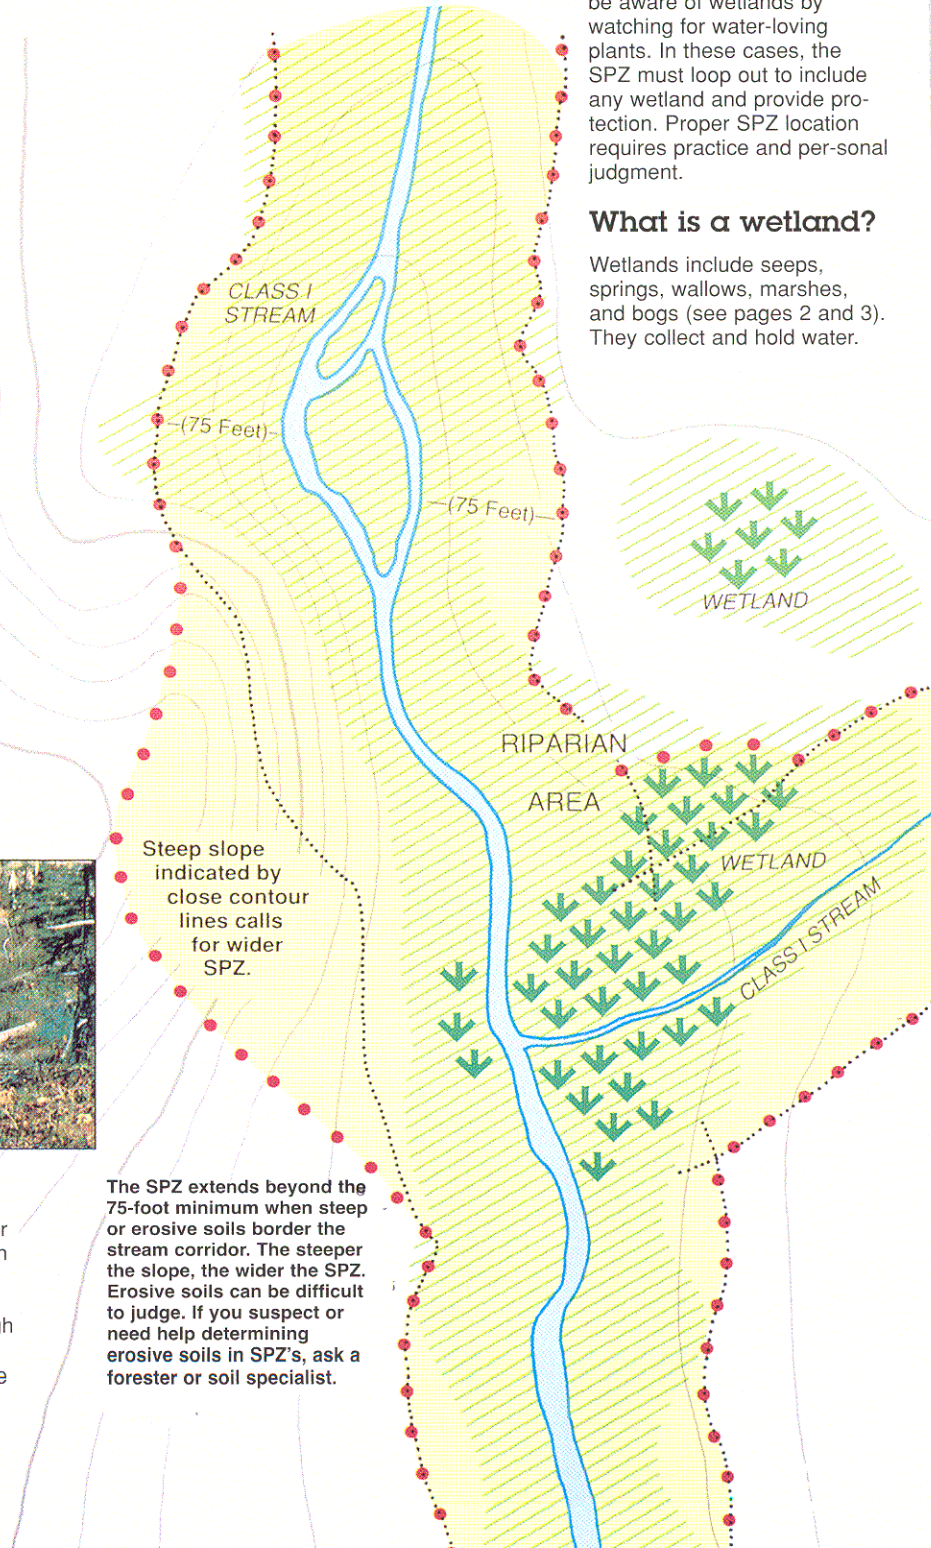 be aware of wetlands by
watching for water-loving
plants. In these cases, the
SPZ must loop out to include
any wetland and provide pro-
tection. Proper SPZ location
requires practice and per-sonal
judgment.
What is a wetland?
Wetlands include seeps,
springs, wallows, marshes,
and bogs (see pages 2 and 3).
They collect and hold water.
CLASS I
STREAM
(75 Feet)
(75 Feet)
WETLAND
RIPARIAN
AREA
WETLAND
CLASS I STREAM
Steep slope
indicated by
close contour
lines calls
for wider
SPZ.
The SPZ extends beyond the
75-foot minimum when steep
or erosive soils border the
stream corridor. The steeper
the slope, the wider the SPZ.
Erosive soils can be difficult
to judge. If you suspect or
need help determining
erosive soils in SPZ's, ask a
forester or soil specialist.